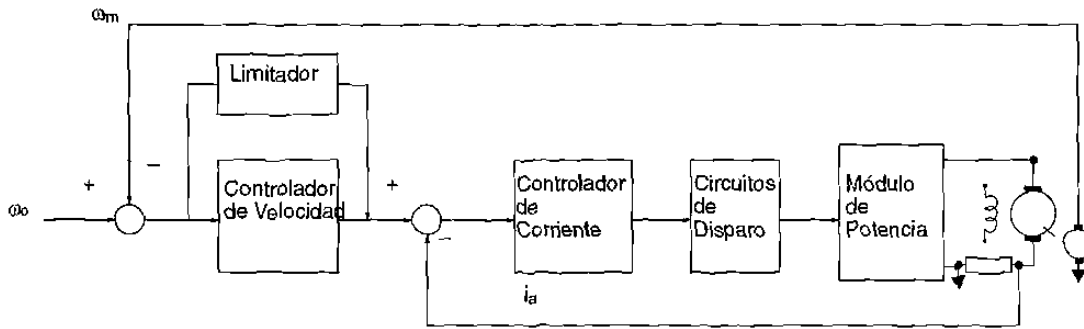 ωm
Limitador
−
+
ωo
Controlador
de Velocidad
+
−
Controlador
de
Corriente
Circuitos
de
Disparo
Módulo
de
Potencia
ia